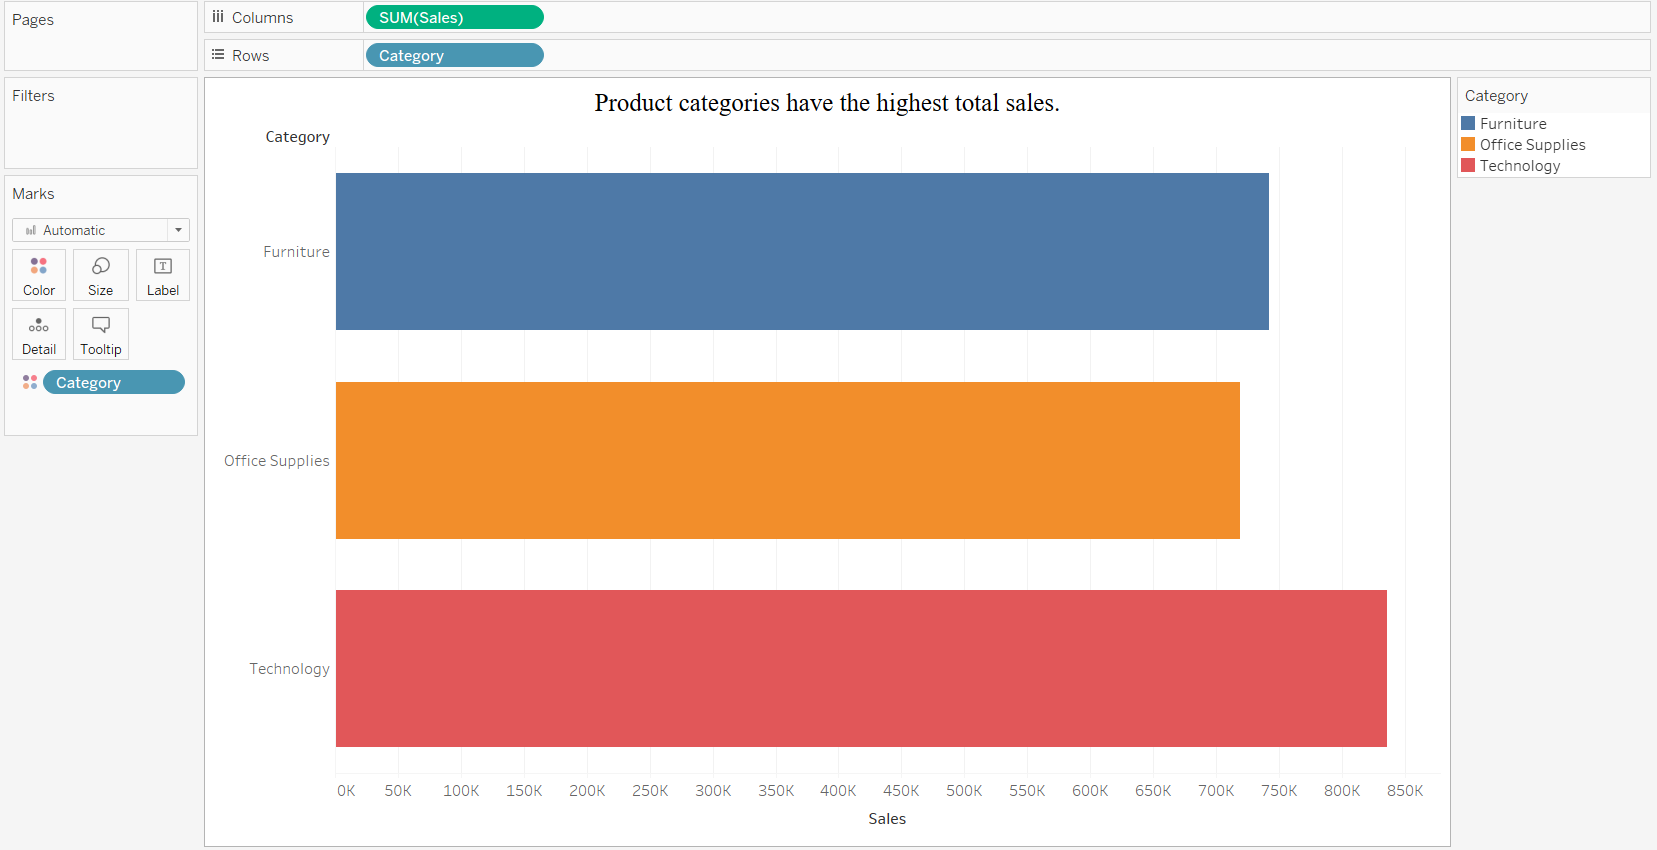 Pages
Columns
SUM(Sales)
Rows
Category
Filters
Marks
Automatic
Color
Size
Label
Detail
Tooltip
Category
Product categories have the highest total sales.
Category
Furniture
Office Supplies
Technology
0K 50K 100K 150K 200K 250K 300K 350K 400K 450K 500K 550K 600K 650K 700K 750K 800K 850K
Sales
Category
Furniture
Office Supplies
Technology